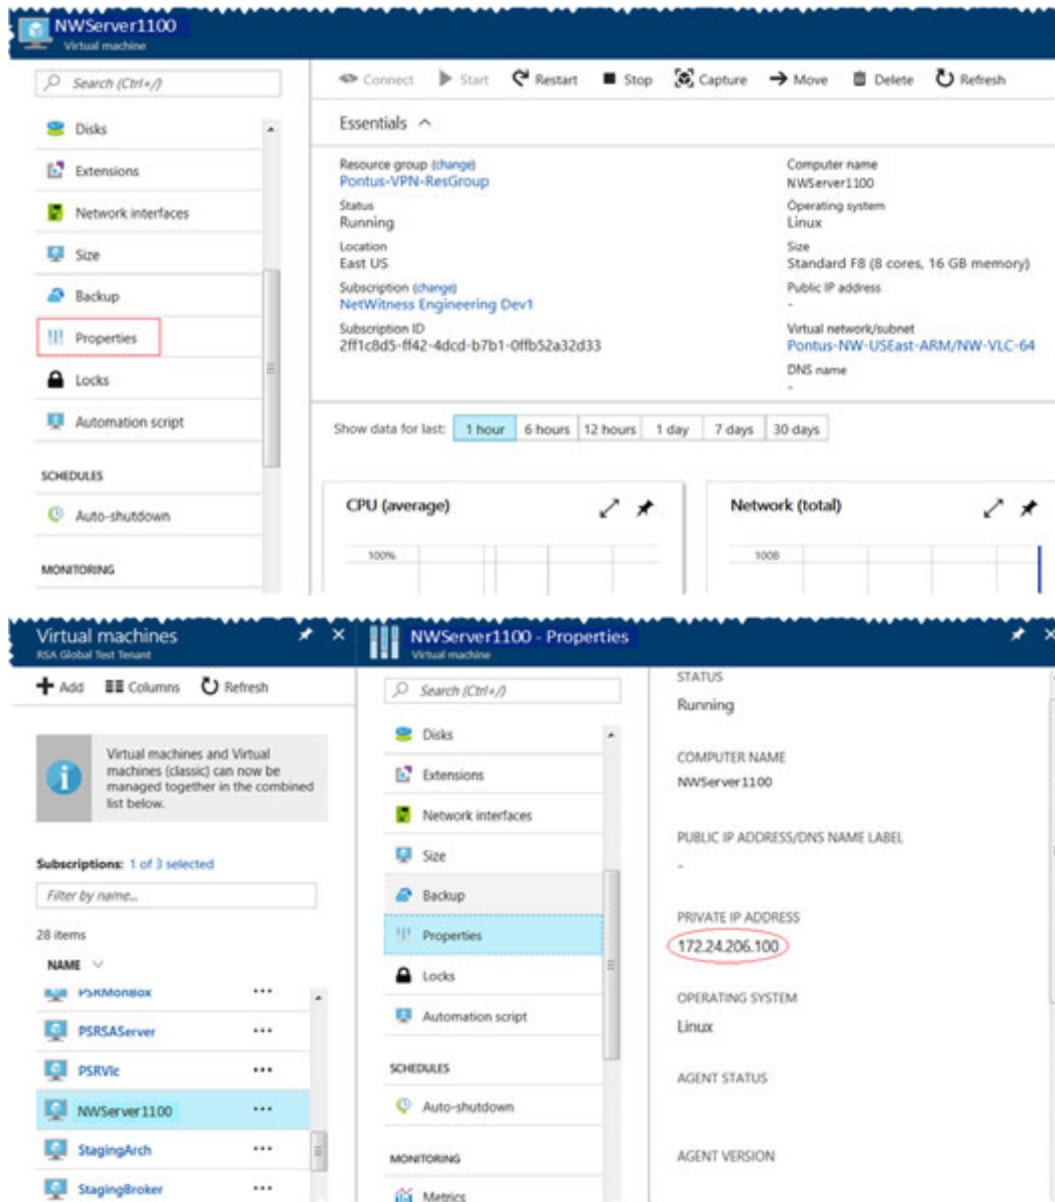 NWServer1100
Virtual machine
Search (Ctrl+/)
Connect Start Restart Stop Capture Move Delete Refresh
Disks
Extensions
Network interfaces
Size
Backup
Properties
Locks
Automation script
SCHEDULES
Auto-shutdown
MONITORING
Essentials
Resource group (change)
Pontus-VPN-ResGroup
Status
Running
Location
East US
Subscription (change)
NetWitness Engineering Dev1
Subscription ID
2ff1c8d5-ff42-4dcd-b7b1-0ffb52a32d33
Computer name
NWServer1100
Operating system
Linux
Size
Standard F8 (8 cores, 16 GB memory)
Public IP address
-
Virtual network/subnet
Pontus-NW-USEast-ARM/NW-VLC-64
DNS name
-
Show data for last: 1 hour 6 hours 12 hours 1 day 7 days 30 days
CPU (average)
100%
Network (total)
100B
Virtual machines
RSA Global Test Tenant
Add Columns Refresh
Virtual machines and Virtual
machines (classic) can now be
managed together in the combined
list below.
Subscriptions: 1 of 3 selected
Filter by name...
28 items
NAME
PSRMonBox
PSRSAServer
PSRVlc
NWServer1100
StagingArch
StagingBroker
NWServer1100 - Properties
Virtual machine
Search (Ctrl+/)
Disks
Extensions
Network interfaces
Size
Backup
Properties
Locks
Automation script
SCHEDULES
Auto-shutdown
MONITORING
Metrics
STATUS
Running
COMPUTER NAME
NWServer1100
PUBLIC IP ADDRESS/DNS NAME LABEL
-
PRIVATE IP ADDRESS
172.24.206.100
OPERATING SYSTEM
Linux
AGENT STATUS
AGENT VERSION